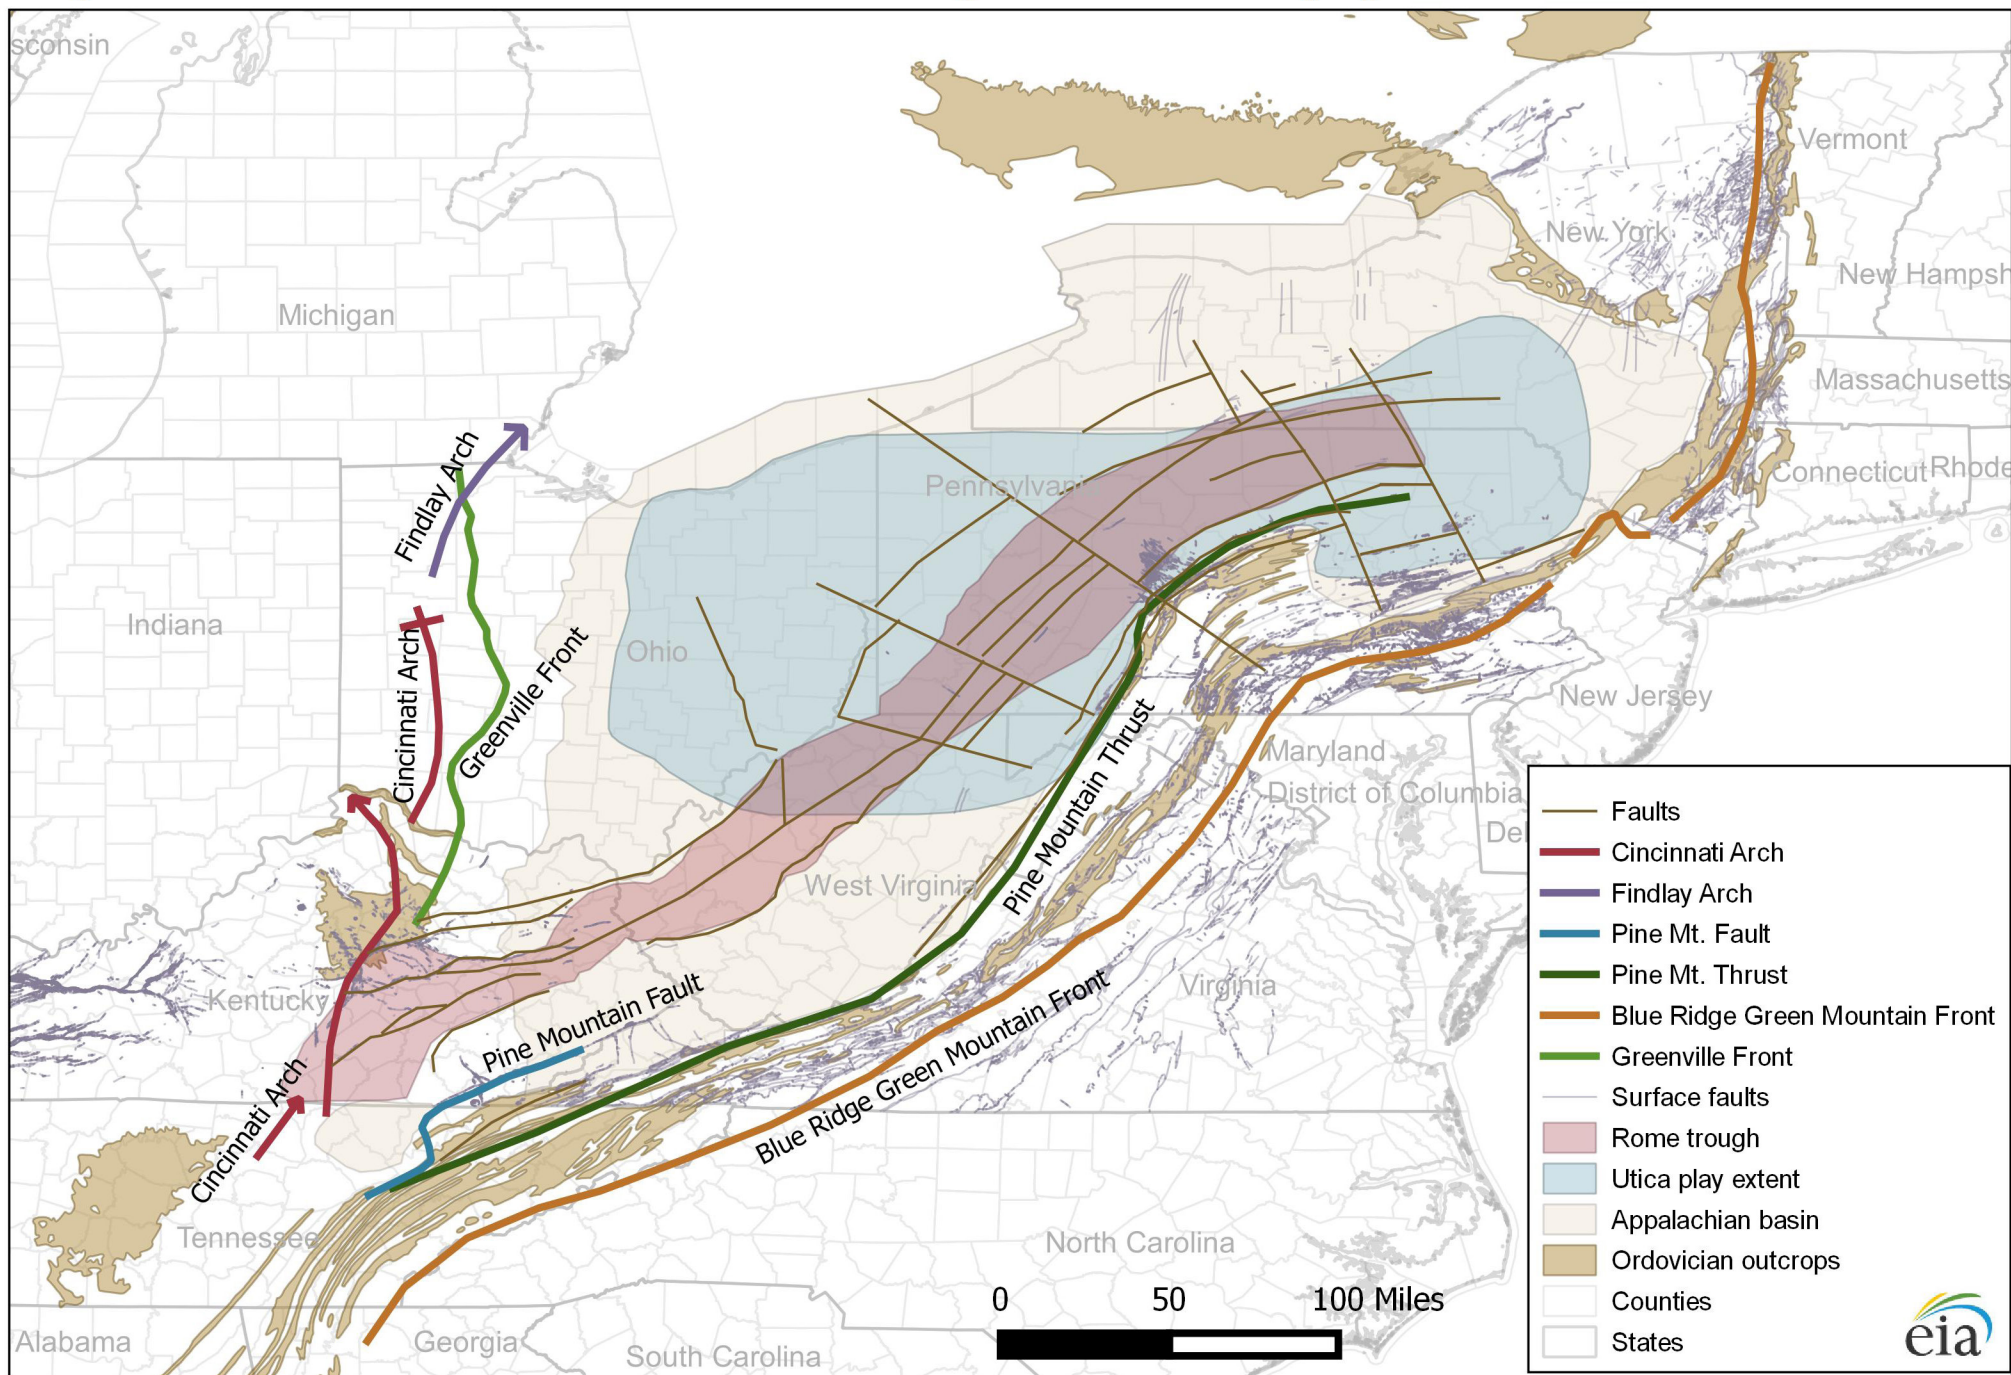 sconsin
Vermont
New York
New Hampsh
Michigan
Massachusetts
Findlay Arch
Connecticut
Rhode
Pennsylvani
Indiana
Ohio
Cincinnati Arch
Greenville Front
New Jersey
Pine Mountain Thrust
Maryland
District of Columbia
Del
West Virginia
Kentucky
Virginia
Pine Mountain Fault
Blue Ridge Green Mountain Front
Cincinnati Arch
Tennessee
North Carolina
Alabama
Georgia
South Carolina
0 50 100 Miles
Faults
Cincinnati Arch
Findlay Arch
Pine Mt. Fault
Pine Mt. Thrust
Blue Ridge Green Mountain Front
Greenville Front
Surface faults
Rome trough
Utica play extent
Appalachian basin
Ordovician outcrops
Counties
States
eia